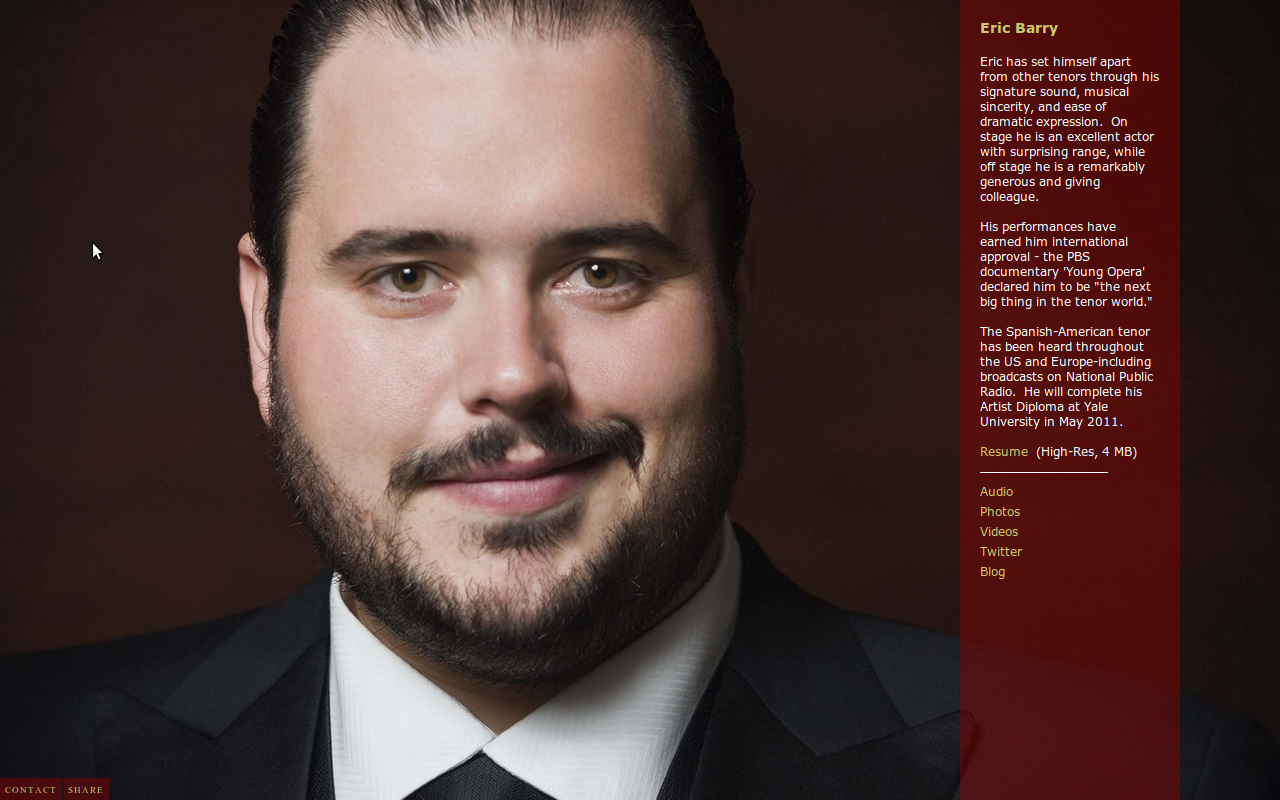 Eric Barry
Eric has set himself apart
from other tenors through his
signature sound, musical
sincerity, and ease of
dramatic expression.  On
stage he is an excellent actor
with surprising range, while
off stage he is a remarkably
generous and giving
colleague.
His performances have
earned him international
approval - the PBS
documentary 'Young Opera'
declared him to be "the next
big thing in the tenor world."
The Spanish-American tenor
has been heard throughout
the US and Europe-including
broadcasts on National Public
Radio.  He will complete his
Artist Diploma at Yale
University in May 2011.
Resume  (High-Res, 4 MB)
Audio
Photos
Videos
Twitter
Blog
CONTACT SHARE